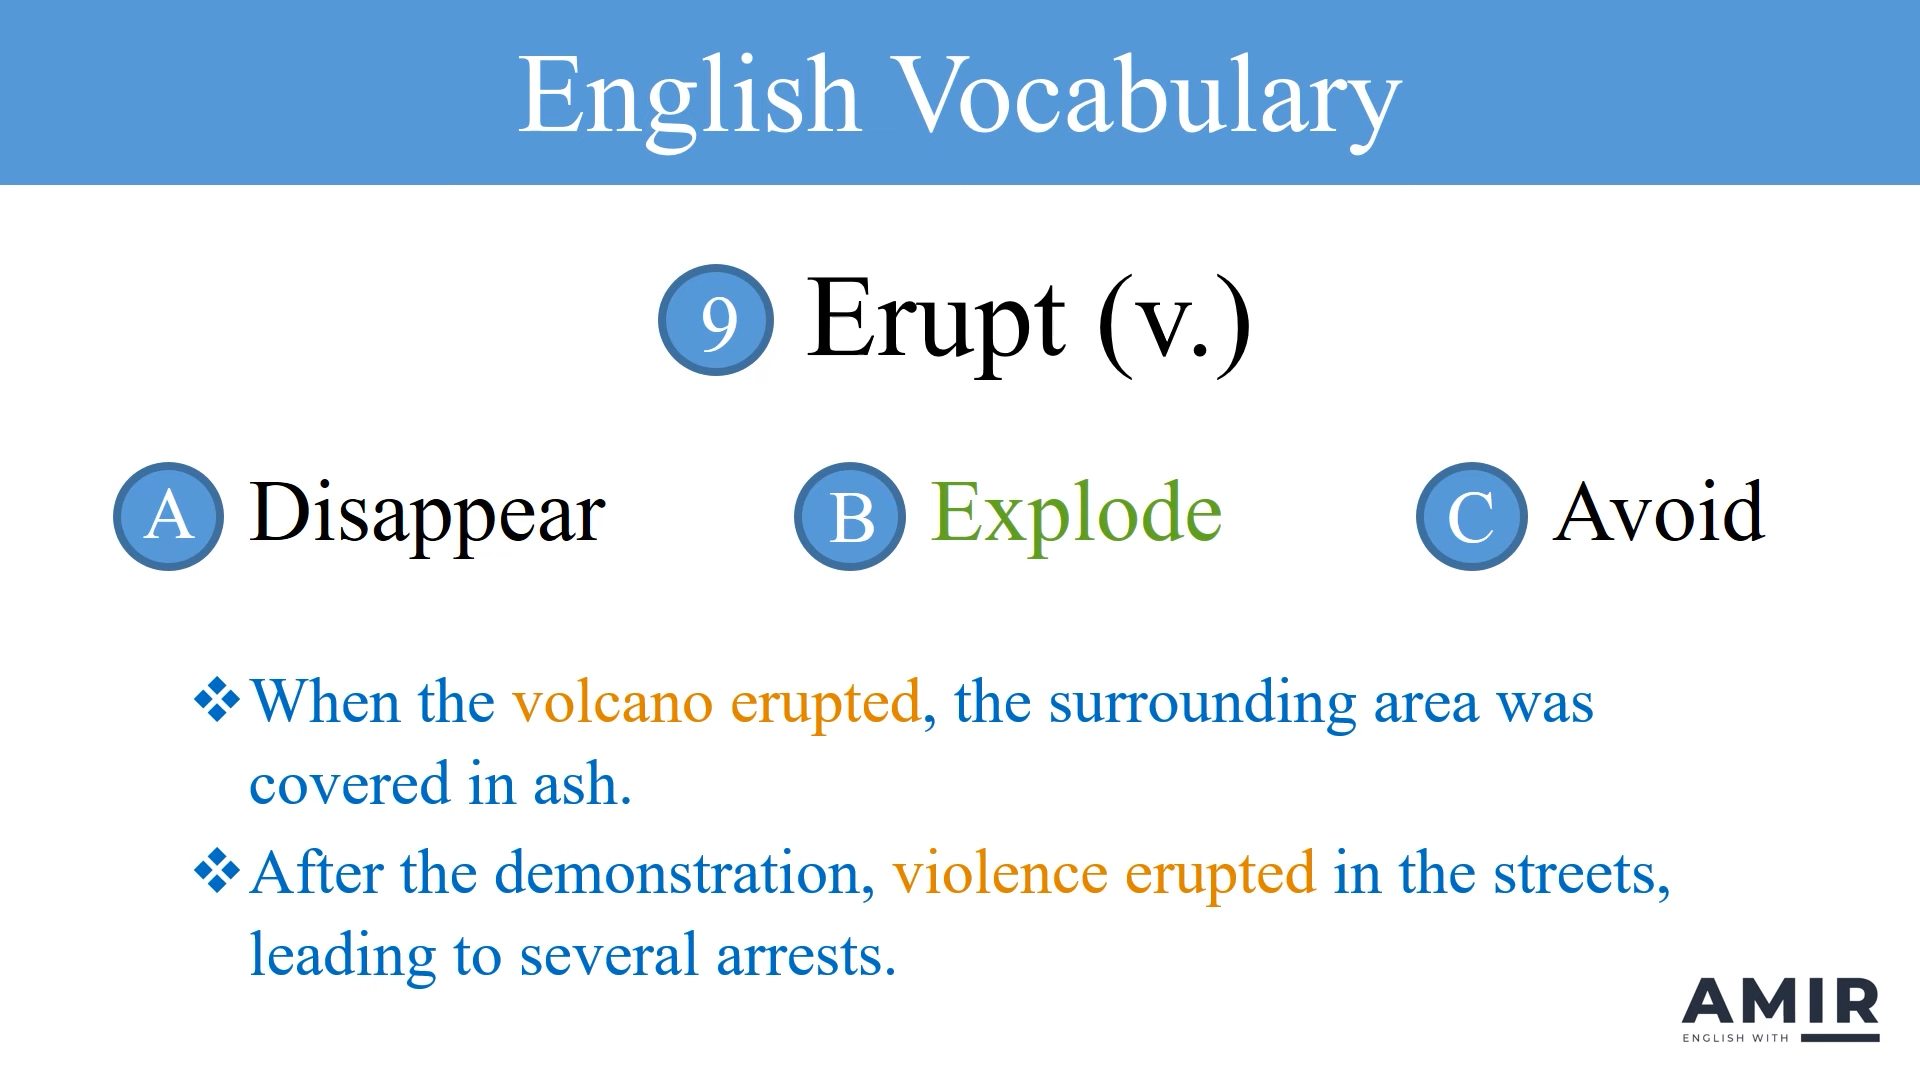 English Vocabulary
9 Erupt (v.)
A Disappear B Explode C Avoid
❖ When the volcano erupted, the surrounding area was
covered in ash.
❖ After the demonstration, violence erupted in the streets,
leading to several arrests.
AMIR
ENGLISH WITH